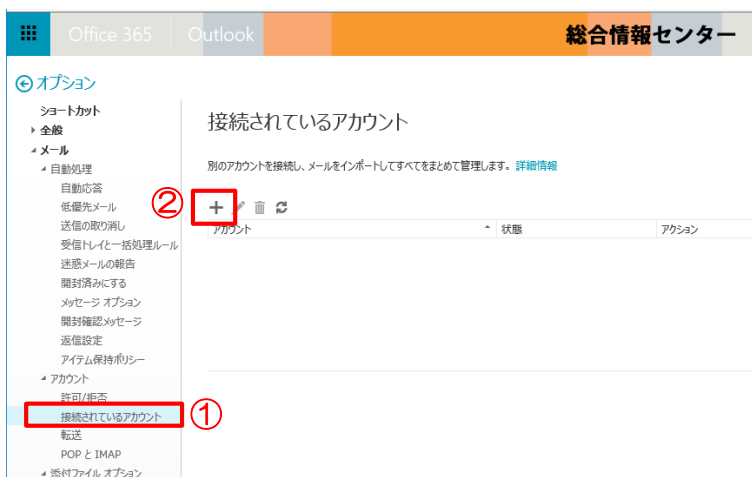 Office 365
Outlook
総合情報センター
オプション
ショートカット
全般
メール
自動処理
自動応答
低優先メール
送信の取り消し
受信トレイと一括処理ルール
迷惑メールの報告
開封済みにする
メッセージ オプション
開封確認メッセージ
返信設定
アイテム保持ポリシー
アカウント
許可/拒否
接続されているアカウント
①
転送
POP と IMAP
添付ファイル オプション
接続されているアカウント
別のアカウントを接続し、メールをインポートしてすべてをまとめて管理します。 詳細情報
②
アカウント 状態 アクション